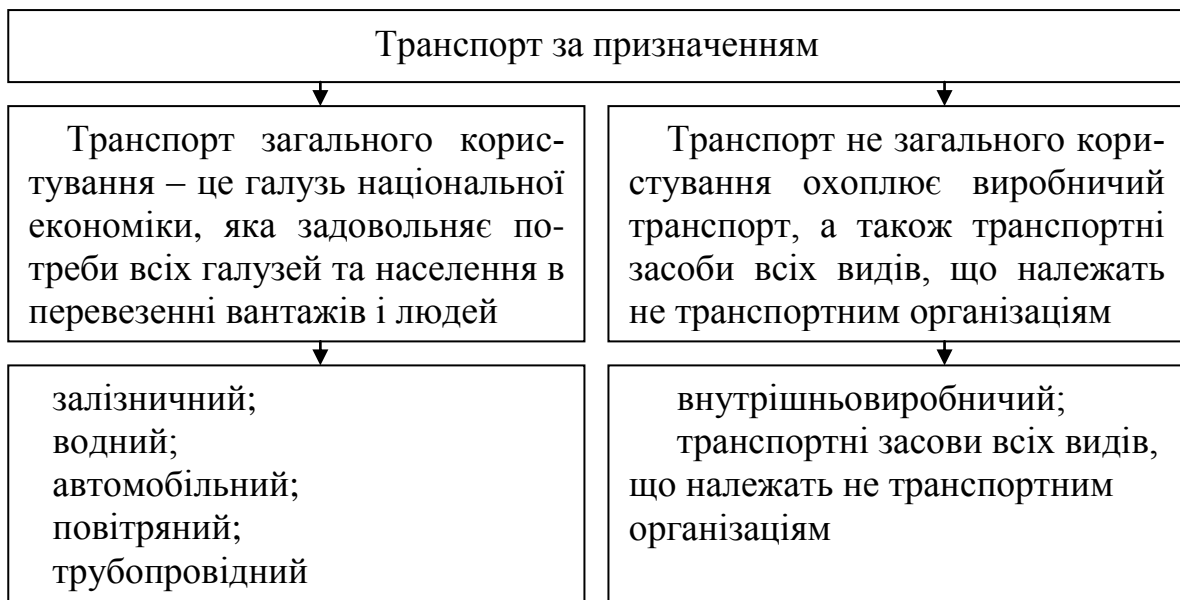 Транспорт за призначенням
Транспорт загального корис-
тування – це галузь національної
економіки, яка задовольняє по-
треби всіх галузей та населення в
перевезенні вантажів і людей
Транспорт не загального кори-
стування охоплює виробничий
транспорт, а також транспортні
засоби всіх видів, що належать
не транспортним організаціям
залізничний;
водний;
автомобільний;
повітряний;
трубопровідний
внутрішньовиробничий;
транспортні засови всіх видів,
що належать не транспортним
організаціям